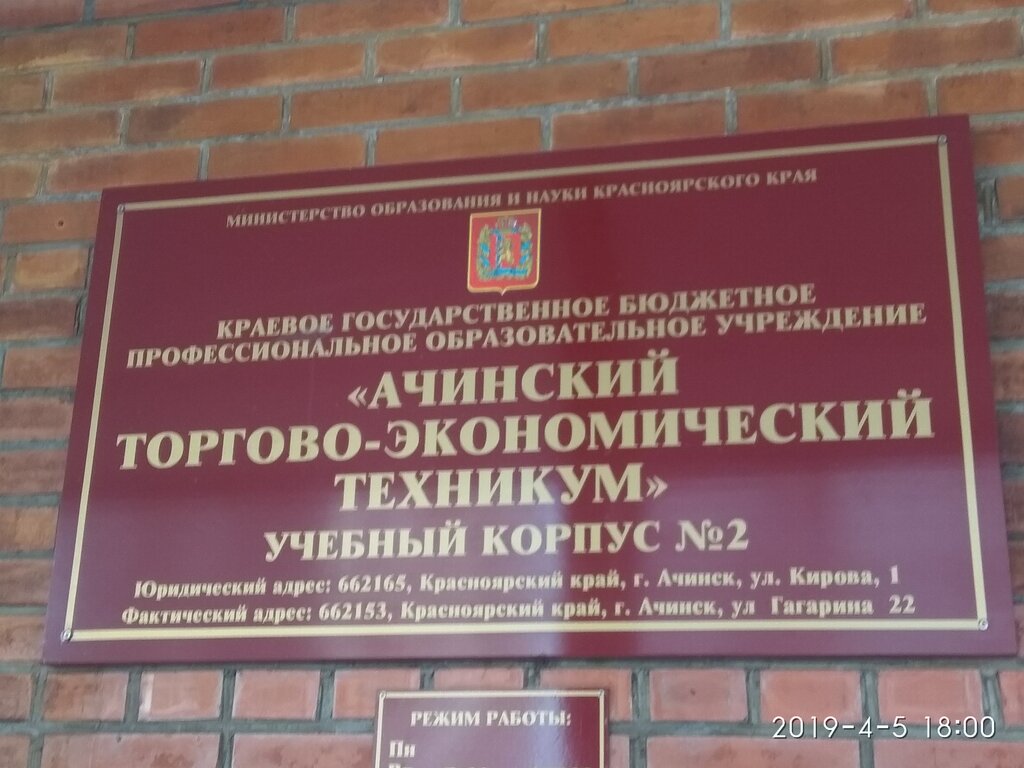 МИНИСТЕРСТВО ОБРАЗОВАНИЯ И НАУКИ КРАСНОЯРСКОГО КРАЯ
КРАЕВОЕ ГОСУДАРСТВЕННОЕ БЮДЖЕТНОЕ
ПРОФЕССИОНАЛЬНОЕ ОБРАЗОВАТЕЛЬНОЕ УЧРЕЖДЕНИЕ
«АЧИНСКИЙ
ТОРГОВО-ЭКОНОМИЧЕСКИЙ
ТЕХНИКУМ»
УЧЕБНЫЙ КОРПУС №2
Юридический адрес: 662165, Красноярский край, г. Ачинск, ул. Кирова, 1
Фактический адрес: 662153, Красноярский край, г. Ачинск, ул Гагарина 22
РЕЖИМ РАБОТЫ:
Пн
2019-4-5 18:00